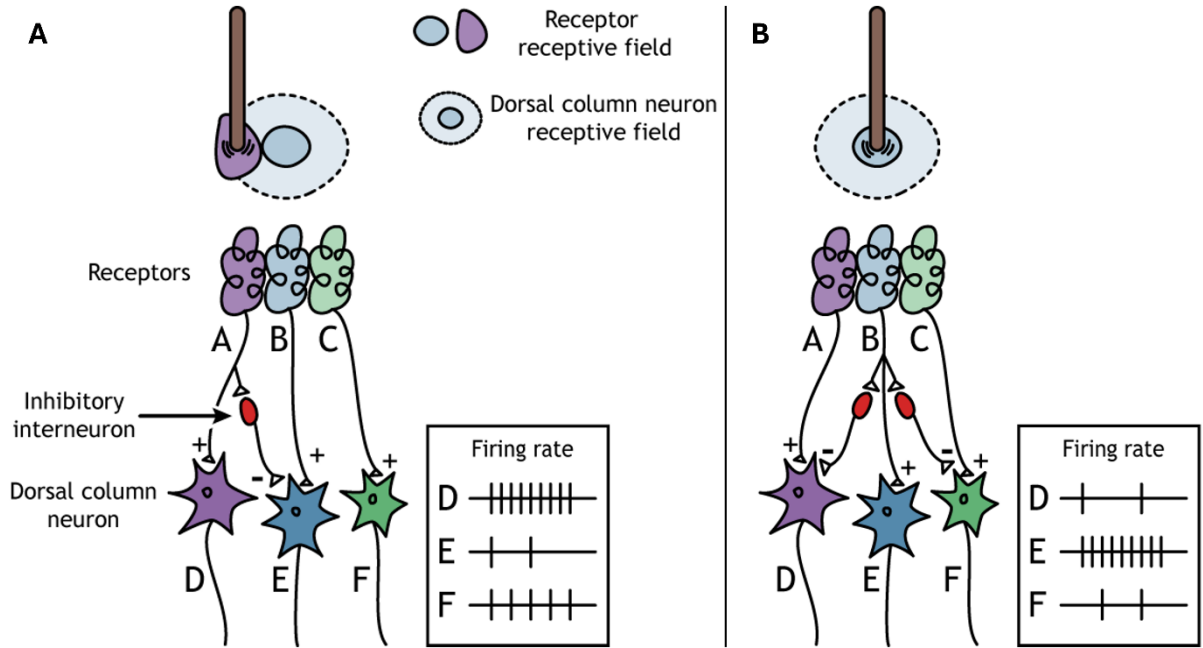 A
Receptor
receptive field
Dorsal column neuron
receptive field
Receptors
A B C
Inhibitory
interneuron
+
-
+
+
Dorsal column
neuron
D E F
Firing rate
D
E
F
B
A B C
+
-
+
-
+
D E F
Firing rate
D
E
F